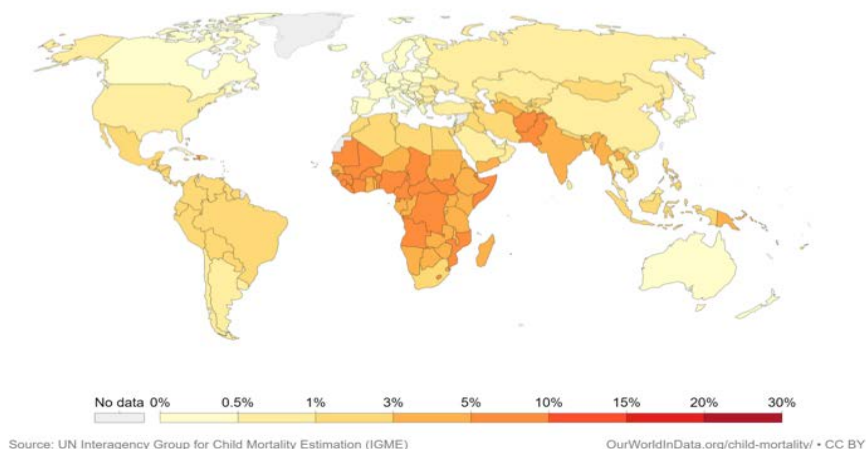 No data 0% 0.5% 1% 3% 5% 10% 15% 20% 30%
Source: UN Interagency Group for Child Mortality Estimation (IGME) OurWorldInData.org/child-mortality/ • CC BY